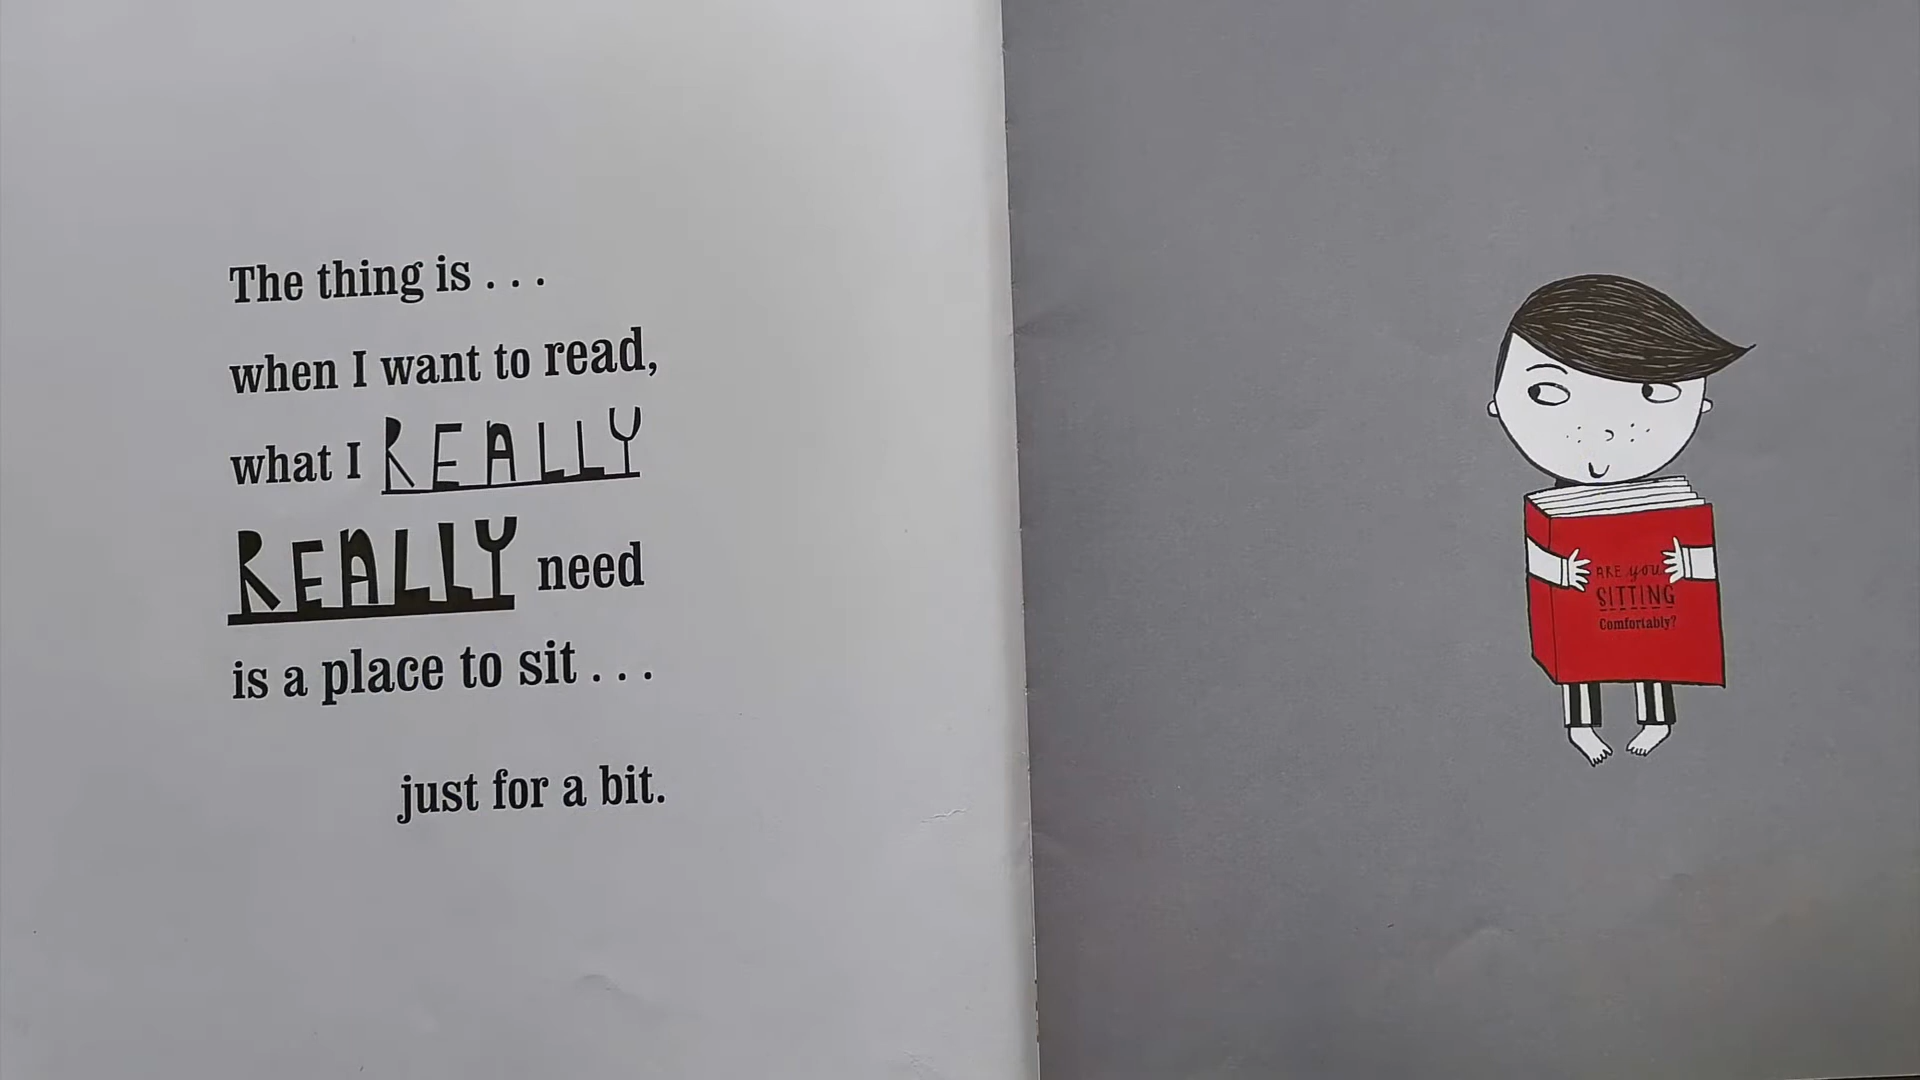 The thing is . . .
when I want to read,
what I REALLY
REALLY need
is a place to sit . . .
just for a bit.
ARE you
SITTING
Comfortably?